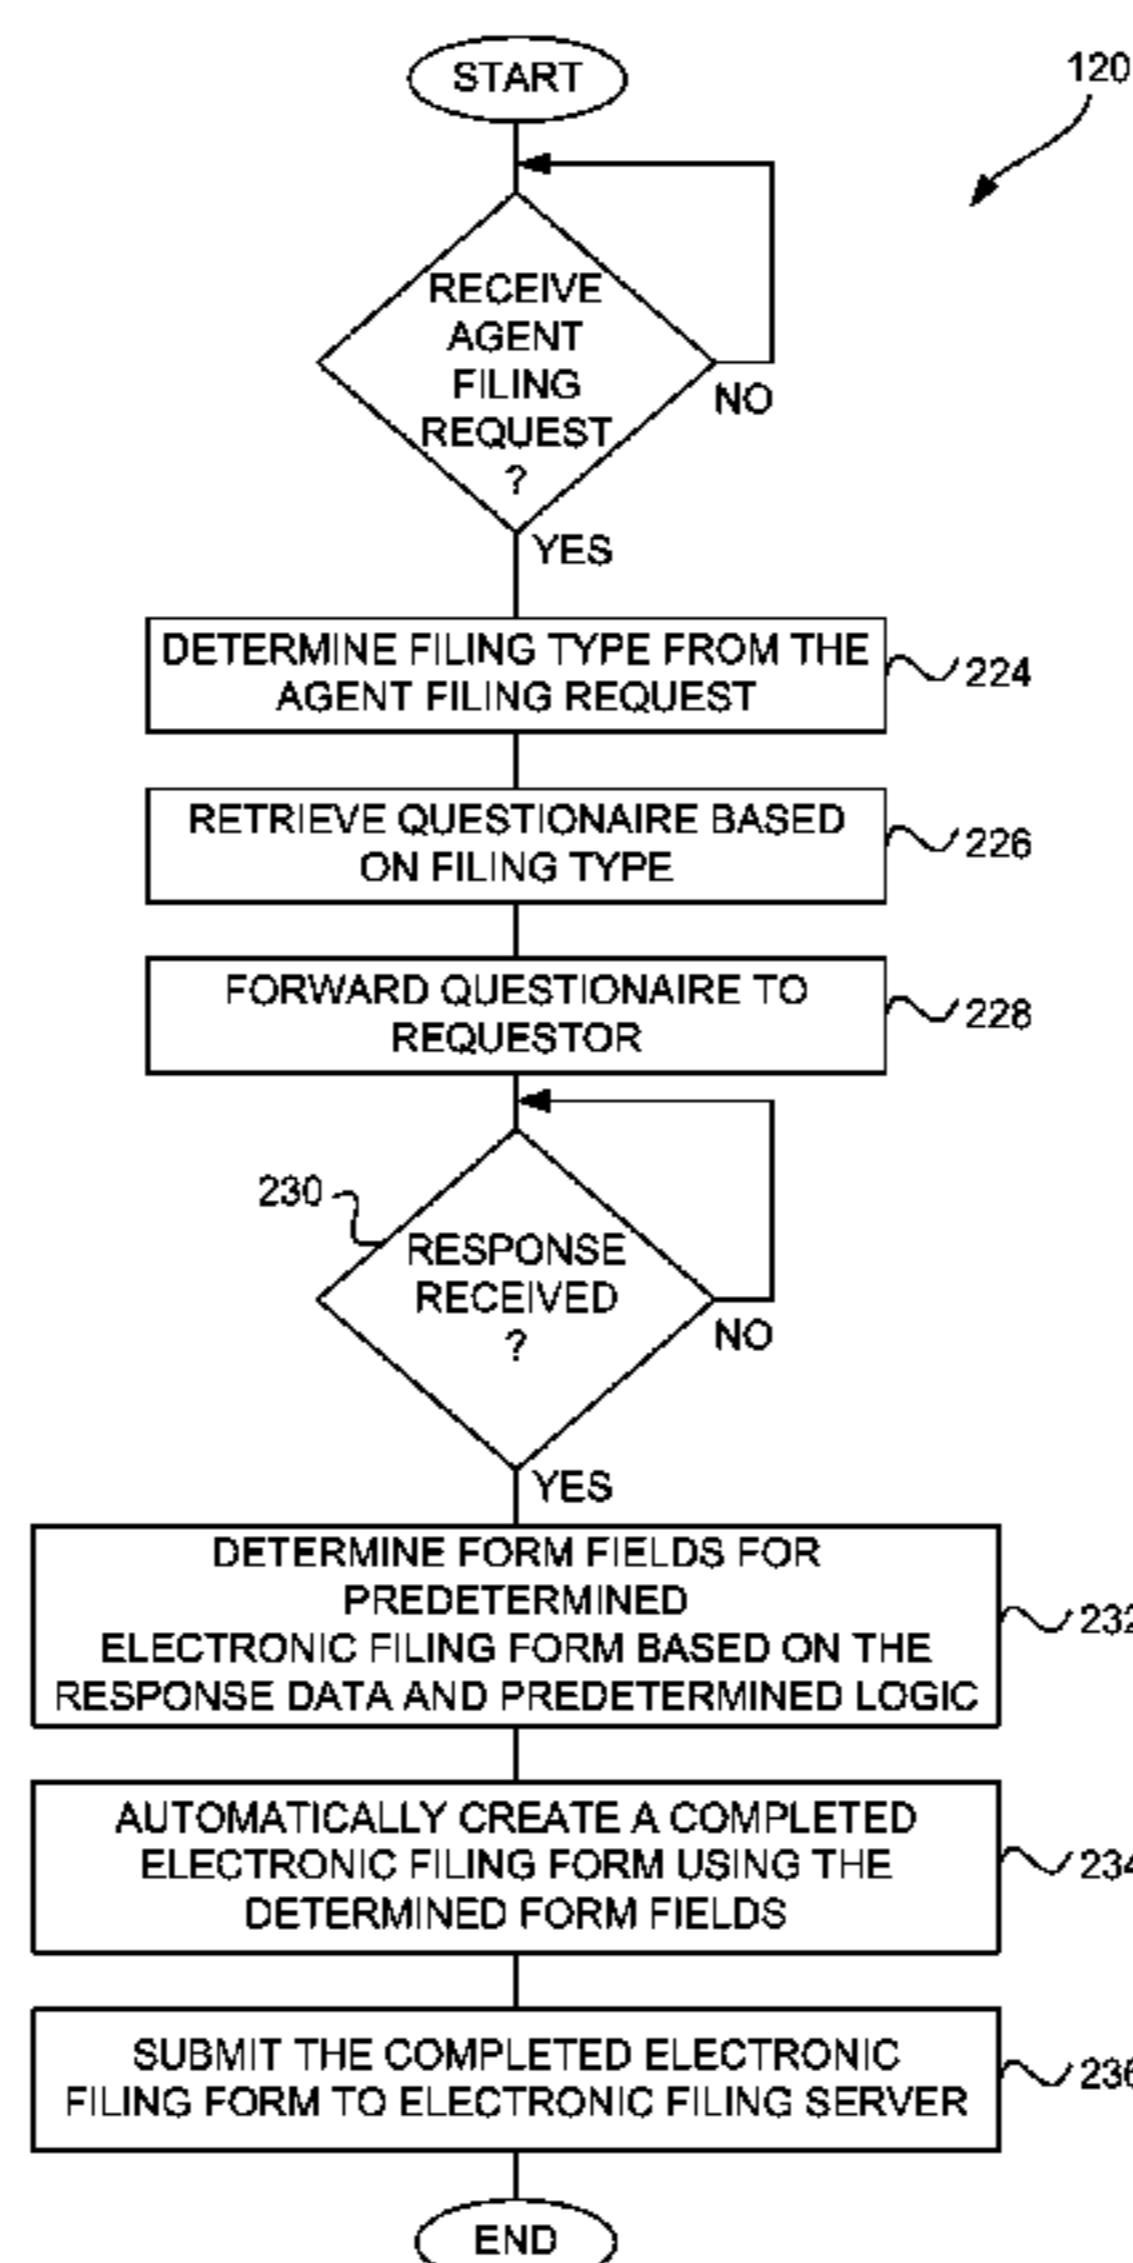 START
120
RECEIVE
AGENT
FILING
REQUEST
?
NO
YES
DETERMINE FILING TYPE FROM THE
AGENT FILING REQUEST
224
RETRIEVE QUESTIONAIRE BASED
ON FILING TYPE
226
FORWARD QUESTIONAIRE TO
REQUESTOR
228
230
RESPONSE
RECEIVED
?
NO
YES
DETERMINE FORM FIELDS FOR
PREDETERMINED
ELECTRONIC FILING FORM BASED ON THE
RESPONSE DATA AND PREDETERMINED LOGIC
232
AUTOMATICALLY CREATE A COMPLETED
ELECTRONIC FILING FORM USING THE
DETERMINED FORM FIELDS
234
SUBMIT THE COMPLETED ELECTRONIC
FILING FORM TO ELECTRONIC FILING SERVER
236
END